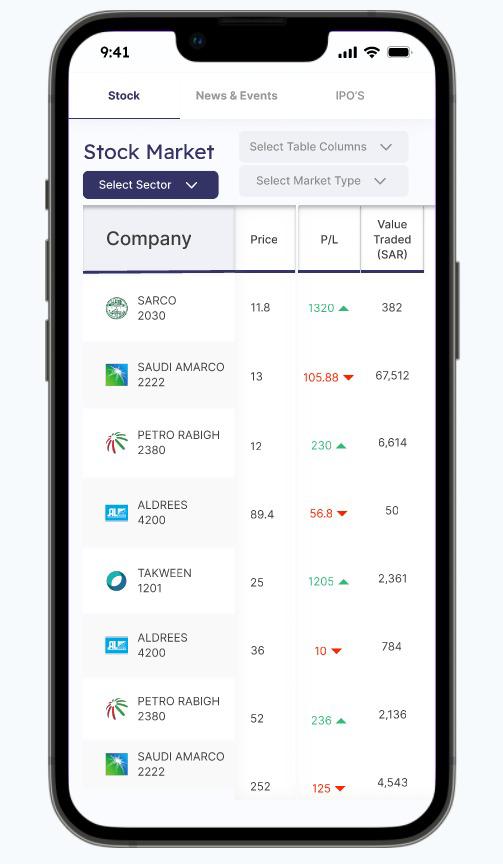 9:41
Stock News & Events IPO'S
Stock Market
Select Table Columns
Select Sector
Select Market Type
Company Price P/L Value Traded (SAR)
SARCO
2030
11.8 1320 382
SAUDI AMARCO
2222
13 105.88 67,512
PETRO RABIGH
2380
12 230 6,614
ALDREES
4200
89.4 56.8 50
TAKWEEN
1201
25 1205 2,361
ALDREES
4200
36 10 784
PETRO RABIGH
2380
52 236 2,136
SAUDI AMARCO
2222
252 125 4,543